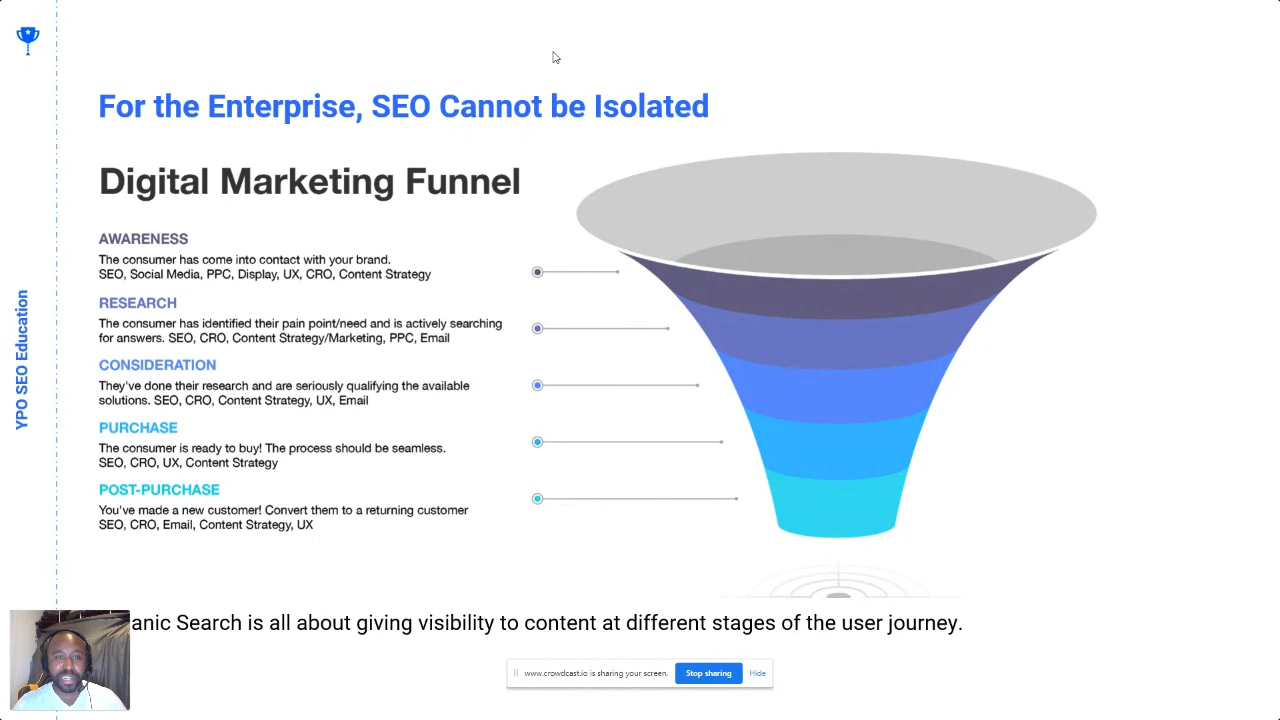 For the Enterprise, SEO Cannot be Isolated
Digital Marketing Funnel
AWARENESS
The consumer has come into contact with your brand.
SEO, Social Media, PPC, Display, UX, CRO, Content Strategy
RESEARCH
The consumer has identified their pain point/need and is actively searching
for answers. SEO, CRO, Content Strategy/Marketing, PPC, Email
CONSIDERATION
They've done their research and are seriously qualifying the available
solutions. SEO, CRO, Content Strategy, UX, Email
PURCHASE
The consumer is ready to buy! The process should be seamless.
SEO, CRO, UX, Content Strategy
POST-PURCHASE
You've made a new customer! Convert them to a returning customer
SEO, CRO, Email, Content Strategy, UX
YPO SEO Education
anic Search is all about giving visibility to content at different stages of the user journey.
www.crowdcast.io is sharing your screen. Stop sharing Hide